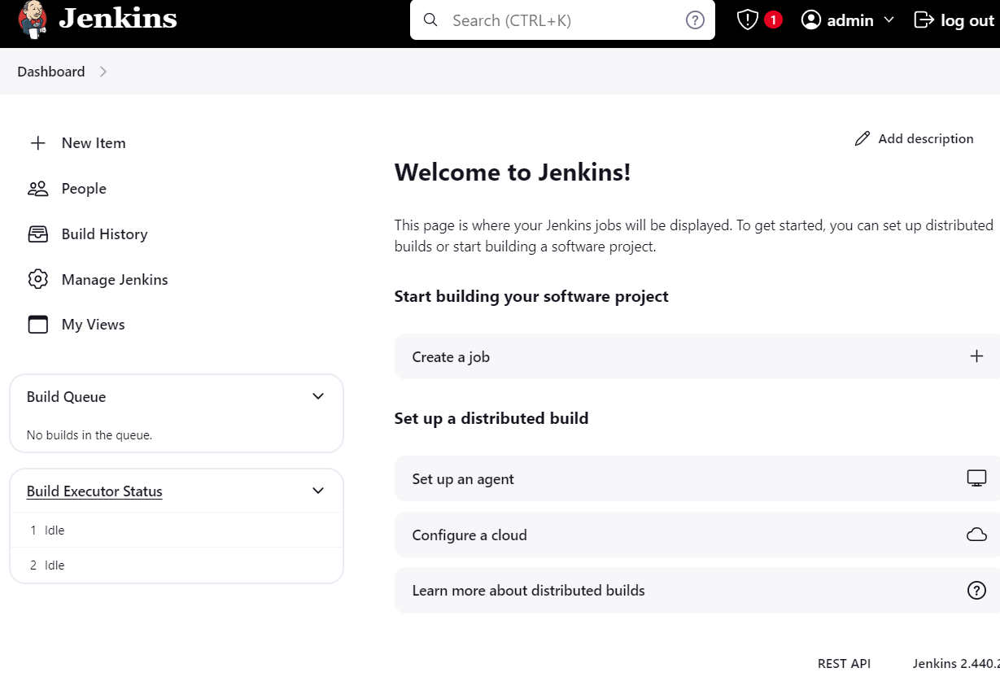 Jenkins
Search (CTRL+K)
1
admin
log out
Dashboard
New Item
People
Build History
Manage Jenkins
My Views
Build Queue
No builds in the queue.
Build Executor Status
1 Idle
2 Idle
Add description
Welcome to Jenkins!
This page is where your Jenkins jobs will be displayed. To get started, you can set up distributed
builds or start building a software project.
Start building your software project
Create a job
Set up a distributed build
Set up an agent
Configure a cloud
Learn more about distributed builds
REST API
Jenkins 2.440.2